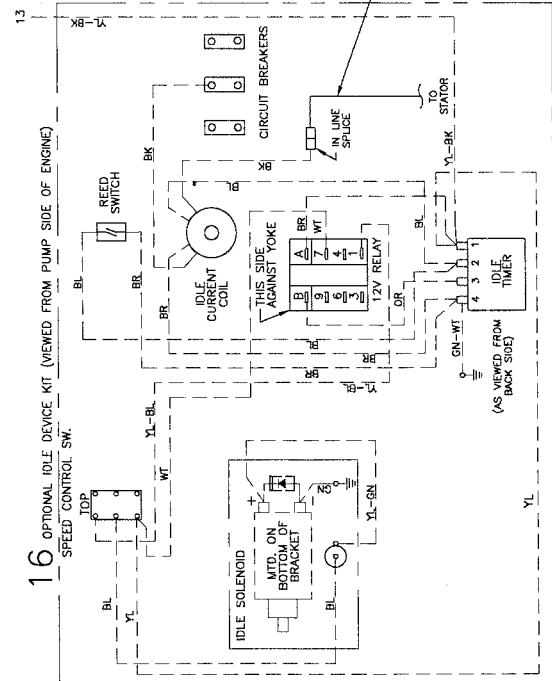 16 OPTIONAL IDLE DEVICE KIT (VIEWED FROM PUMP SIDE OF ENGINE)
SPEED CONTROL SW.
13
YL-BK
TOP
BL
YL
YL-BL
WT
REED
SWITCH
BL
BR
BK
CIRCUIT BREAKERS
IDLE
CURRENT
COIL
BR
BK
BL
IN LINE
SPLICE
TO
STATOR
THIS SIDE
AGAINST YOKE
BR
WT
A
7
4
1
B
9
6
3
12V RELAY
OR
BL
BR
BR
YL-BL
BL
YL-BK
1
2
3
4
IDLE
TIMER
GN-WT
(AS VIEWED FROM
BACK SIDE)
IDLE SOLENOID
MTD. ON
BOTTOM OF
BRACKET
+
BL
YL-GN
YL